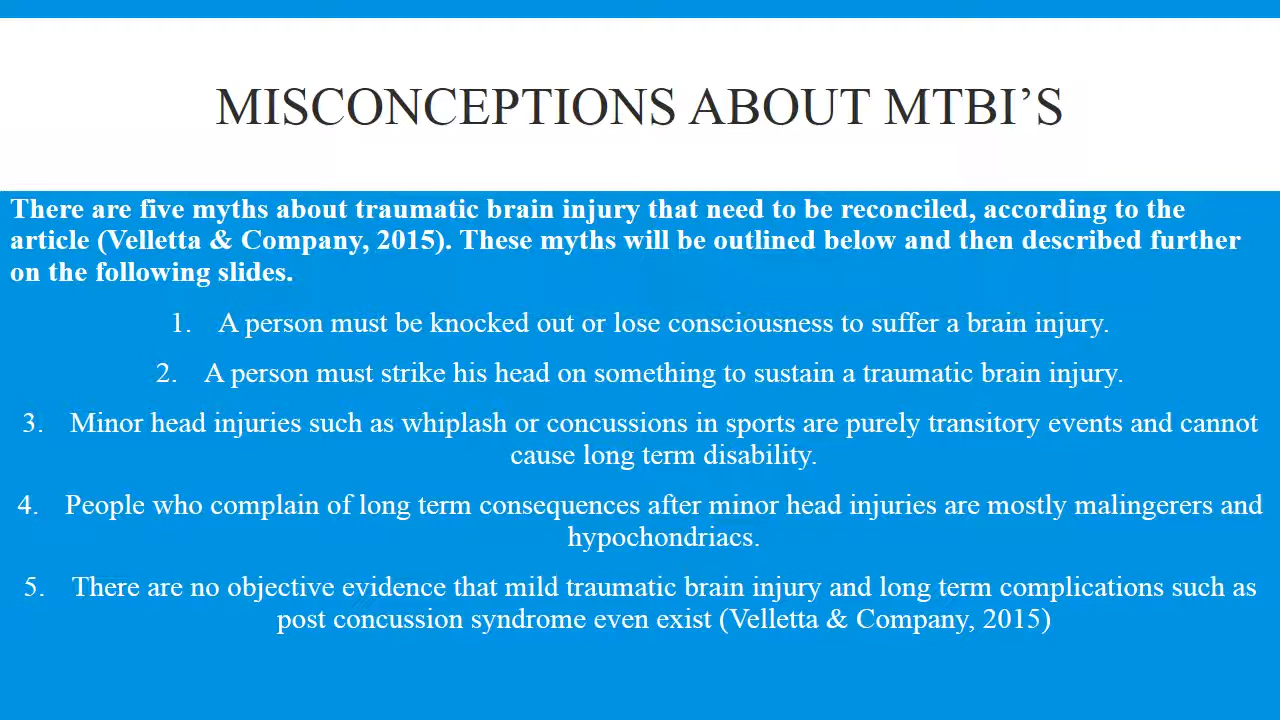 MISCONCEPTIONS ABOUT MTBI’S
There are five myths about traumatic brain injury that need to be reconciled, according to the
article (Velletta & Company, 2015). These myths will be outlined below and then described further
on the following slides.
1. A person must be knocked out or lose consciousness to suffer a brain injury.
2. A person must strike his head on something to sustain a traumatic brain injury.
3. Minor head injuries such as whiplash or concussions in sports are purely transitory events and cannot
cause long term disability.
4. People who complain of long term consequences after minor head injuries are mostly malingerers and
hypochondriacs.
5. There are no objective evidence that mild traumatic brain injury and long term complications such as
post concussion syndrome even exist (Velletta & Company, 2015)